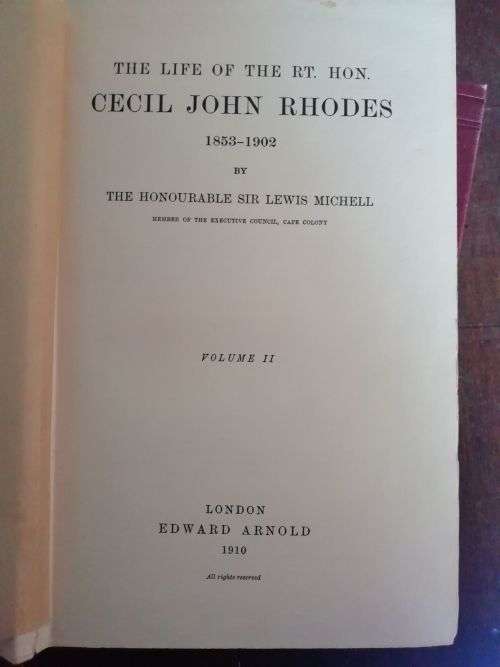 THE LIFE OF THE RT. HON.
CECIL JOHN RHODES
1853–1902
BY
THE HONOURABLE SIR LEWIS MICHELL
MEMBER OF THE EXECUTIVE COUNCIL, CAPE COLONY
VOLUME II
LONDON
EDWARD ARNOLD
1910
All rights reserved